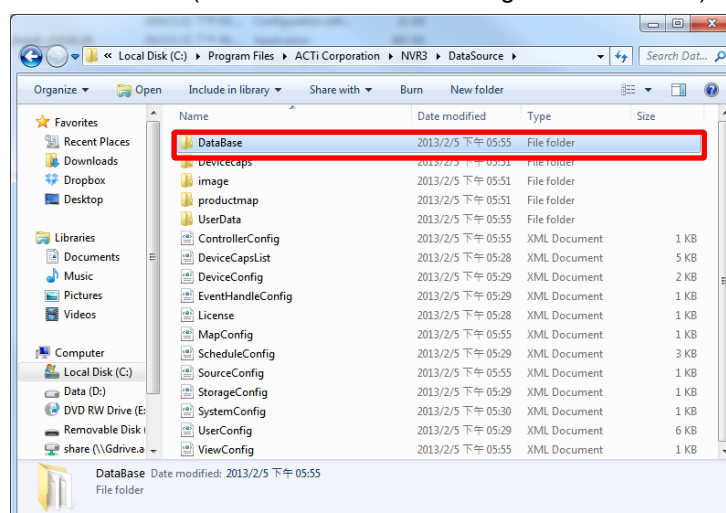 « Local Disk (C:) ▸ Program Files ▸ ACTi Corporation ▸ NVR3 ▸ DataSource ▸ Search Dat...
Organize Open Include in library Share with Burn New folder
Name Date modified Type Size
Favorites
Recent Places
Downloads
Dropbox
Desktop
Libraries
Documents
Music
Pictures
Videos
Computer
Local Disk (C:)
Data (D:)
DVD RW Drive (E:
Removable Disk
share (\\Gdrive.a
DataBase 2013/2/5 下午 05:55 File folder
Devicecaps 2013/2/5 下午 05:51 File folder
image 2013/2/5 下午 05:51 File folder
productmap 2013/2/5 下午 05:51 File folder
UserData 2013/2/5 下午 05:55 File folder
ControllerConfig 2013/2/5 下午 05:55 XML Document 1 KB
DeviceCapsList 2013/2/5 下午 05:28 XML Document 5 KB
DeviceConfig 2013/2/5 下午 05:29 XML Document 2 KB
EventHandleConfig 2013/2/5 下午 05:29 XML Document 1 KB
License 2013/2/5 下午 05:28 XML Document 1 KB
MapConfig 2013/2/5 下午 05:55 XML Document 1 KB
ScheduleConfig 2013/2/5 下午 05:29 XML Document 3 KB
SourceConfig 2013/2/5 下午 05:55 XML Document 1 KB
StorageConfig 2013/2/5 下午 05:29 XML Document 1 KB
SystemConfig 2013/2/5 下午 05:30 XML Document 1 KB
UserConfig 2013/2/5 下午 05:29 XML Document 6 KB
ViewConfig 2013/2/5 下午 05:55 XML Document 1 KB
DataBase Date modified: 2013/2/5 下午 05:55
File folder